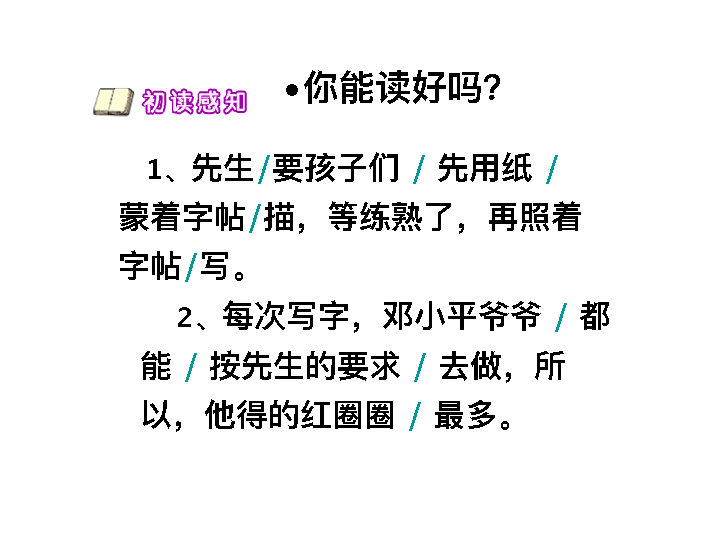 •你能读好吗？
初读感知
1、先生/要孩子们 / 先用纸 /
蒙着字帖/描，等练熟了，再照着
字帖/写。
2、每次写字，邓小平爷爷 / 都
能 / 按先生的要求 / 去做，所
以，他得的红圈圈 / 最多。